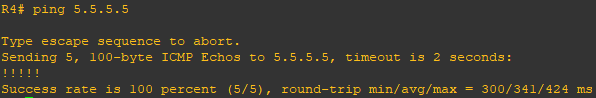 R4# ping 5.5.5.5
Type escape sequence to abort.
Sending 5, 100-byte ICMP Echos to 5.5.5.5, timeout is 2 seconds:
!!!!!
Success rate is 100 percent (5/5), round-trip min/avg/max = 300/341/424 ms